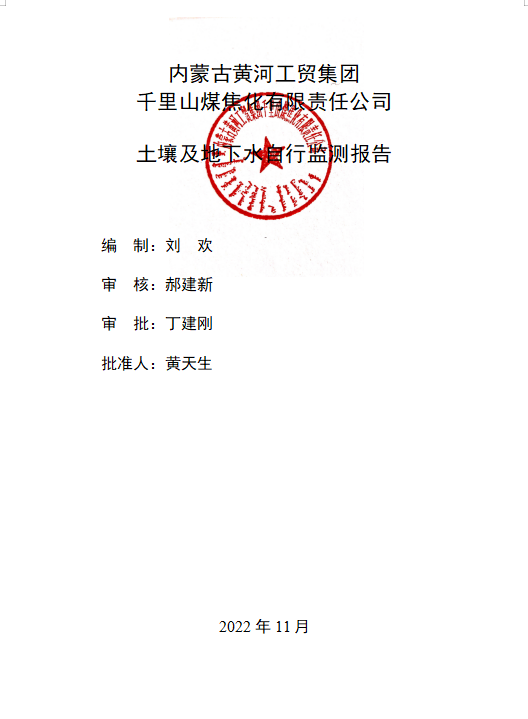 内蒙古黄河工贸集团
千里山煤焦化有限责任公司
土壤及地下水自行监测报告
编　制：刘　欢
审　核：郝建新
审　批：丁建刚
批准人：黄天生
2022 年 11 月